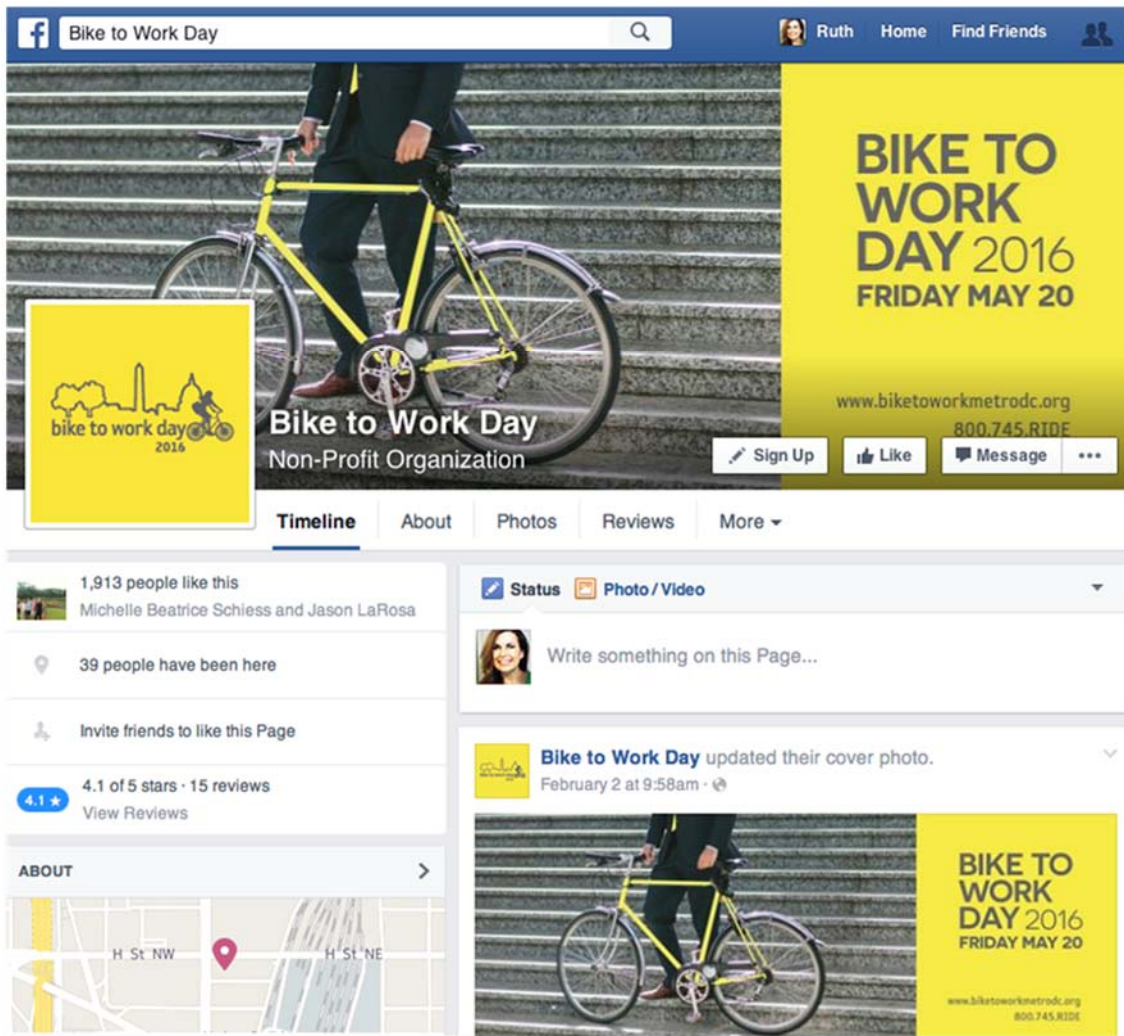 f Bike to Work Day
Ruth Home Find Friends
BIKE TO
WORK
DAY 2016
FRIDAY MAY 20
www.biketoworkmetrodc.org
800.745.RIDE
bike to work day
2016
Bike to Work Day
Non-Profit Organization
Sign Up Like Message
Timeline About Photos Reviews More
1,913 people like this
Michelle Beatrice Schiess and Jason LaRosa
39 people have been here
Invite friends to like this Page
4.1 4.1 of 5 stars · 15 reviews
View Reviews
ABOUT
H St NW H St NE
Status Photo / Video
Write something on this Page...
Bike to Work Day updated their cover photo.
February 2 at 9:58am ·
BIKE TO
WORK
DAY 2016
FRIDAY MAY 20
www.biketoworkmetrodc.org
800.745.RIDE